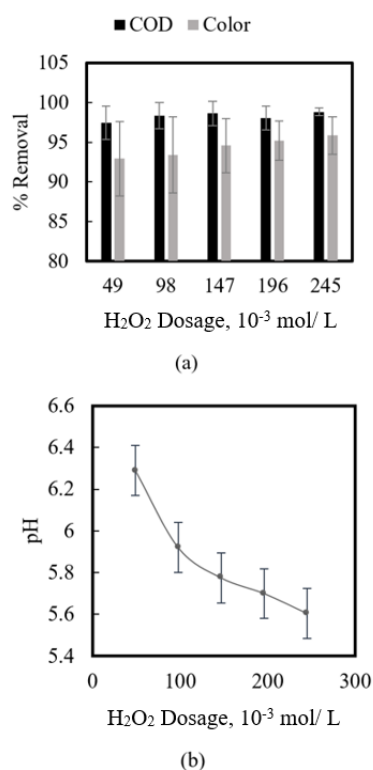 COD Color
105
100
95
90
85
80
% Removal
49 98 147 196 245
H₂O₂ Dosage, 10⁻³ mol/ L
(a)
6.6
6.4
6.2
6
5.8
5.6
5.4
pH
0 100 200 300
H₂O₂ Dosage, 10⁻³ mol/ L
(b)